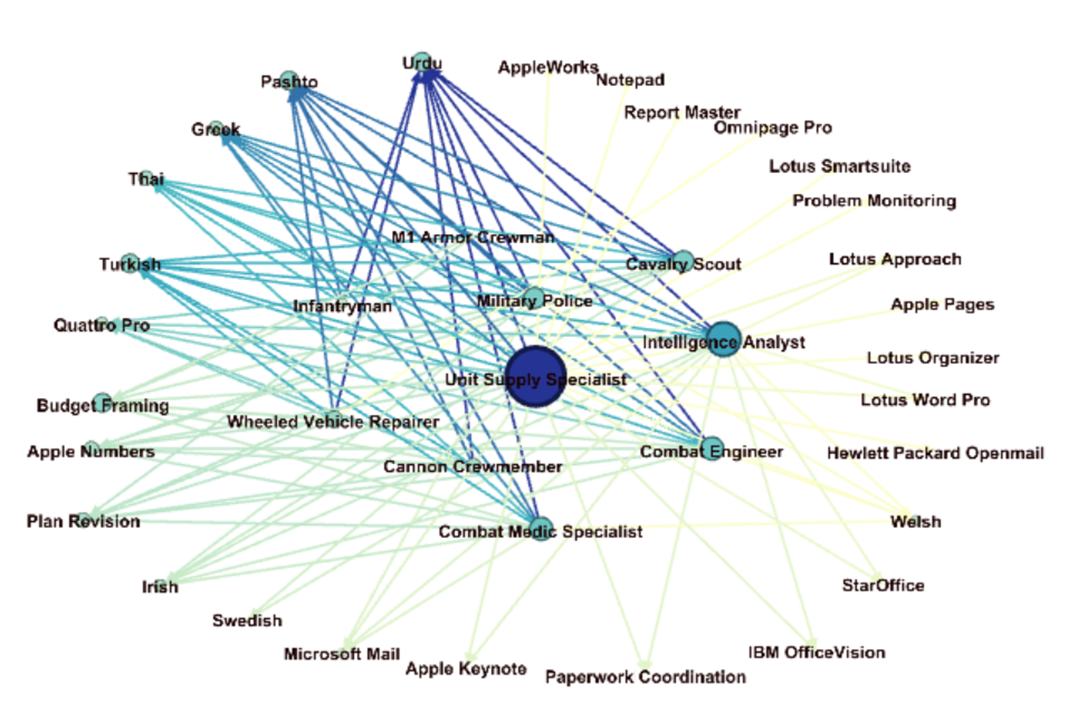 Urdu
AppleWorks
Pashto
Notepad
Report Master
Greek
Omnipage Pro
Lotus Smartsuite
Thai
Problem Monitoring
M1 Armor Crewman
Turkish
Cavalry Scout
Lotus Approach
Infantryman
Military Police
Apple Pages
Quattro Pro
Intelligence Analyst
Lotus Organizer
Unit Supply Specialist
Budget Framing
Lotus Word Pro
Wheeled Vehicle Repairer
Apple Numbers
Combat Engineer
Hewlett Packard Openmail
Cannon Crewmember
Plan Revision
Combat Medic Specialist
Welsh
Irish
StarOffice
Swedish
Microsoft Mail
IBM OfficeVision
Apple Keynote
Paperwork Coordination